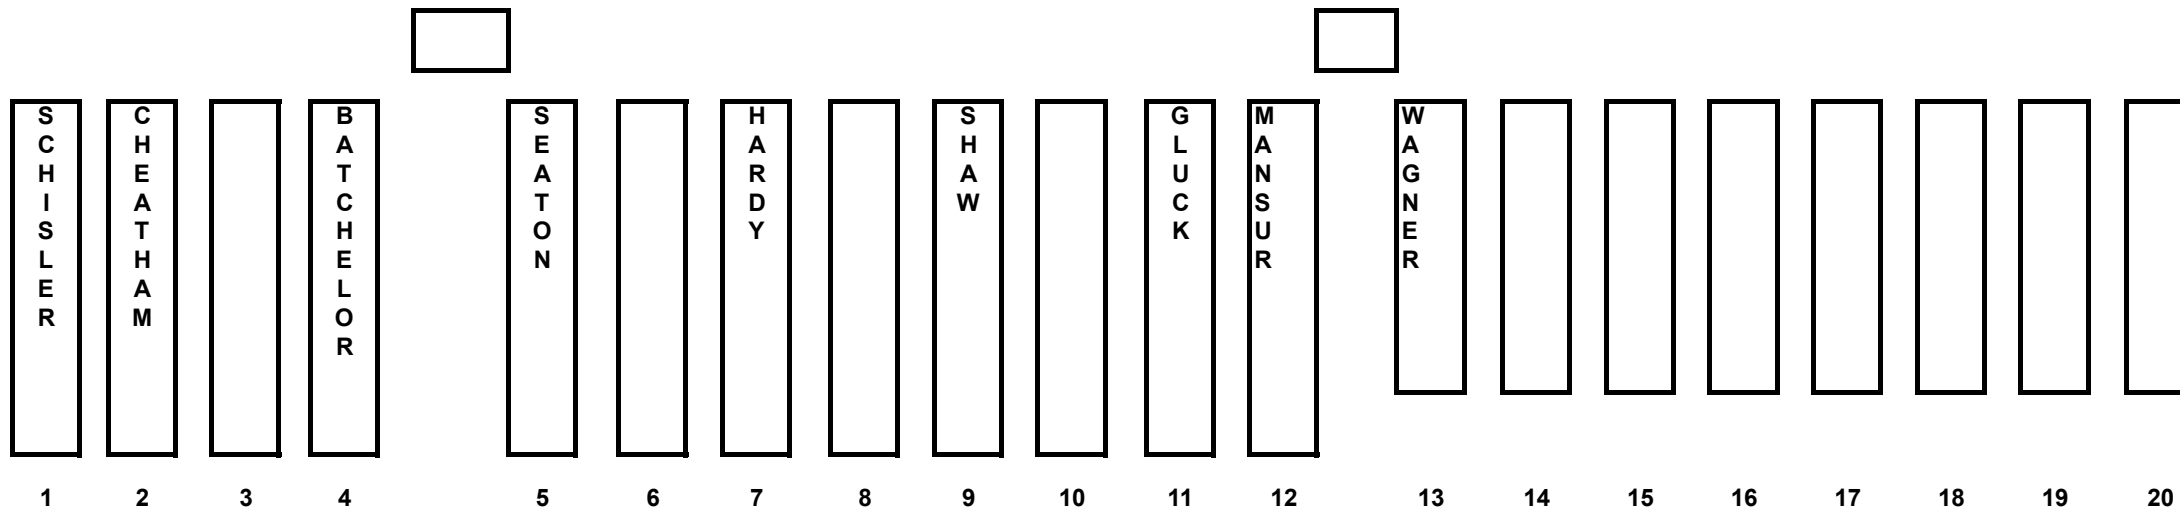 SCHISLER
CHEATHAM
BATCHELOR
SEATON
HARDY
SHAW
GLUCK
MANSUR
WAGNER
1 2 3 4 5 6 7 8 9 10 11 12 13 14 15 16 17 18 19 20